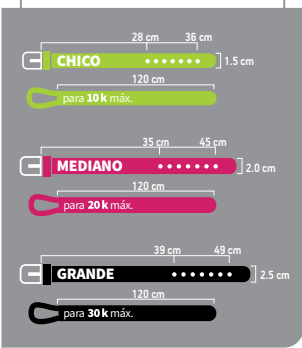 28 cm 36 cm
CHICO 1.5 cm
120 cm
para 10 k máx.
35 cm 45 cm
MEDIANO 2.0 cm
120 cm
para 20 k máx.
39 cm 49 cm
GRANDE 2.5 cm
120 cm
para 30 k máx.